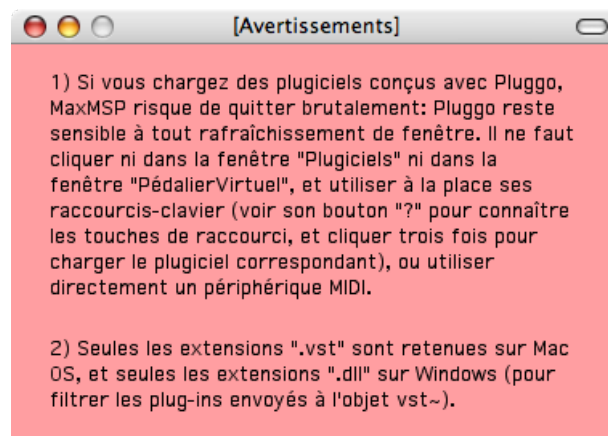 [Avertissements]
1) Si vous chargez des plugiciels conçus avec Pluggo,
MaxMSP risque de quitter brutalement: Pluggo reste
sensible à tout rafraîchissement de fenêtre. Il ne faut
cliquer ni dans la fenêtre "Plugiciels" ni dans la
fenêtre "PédalierVirtuel", et utiliser à la place ses
raccourcis-clavier (voir son bouton "?" pour connaître
les touches de raccourci, et cliquer trois fois pour
charger le plugiciel correspondant), ou utiliser
directement un périphérique MIDI.
2) Seules les extensions ".vst" sont retenues sur Mac
OS, et seules les extensions ".dll" sur Windows (pour
filtrer les plug-ins envoyés à l'objet vst~).